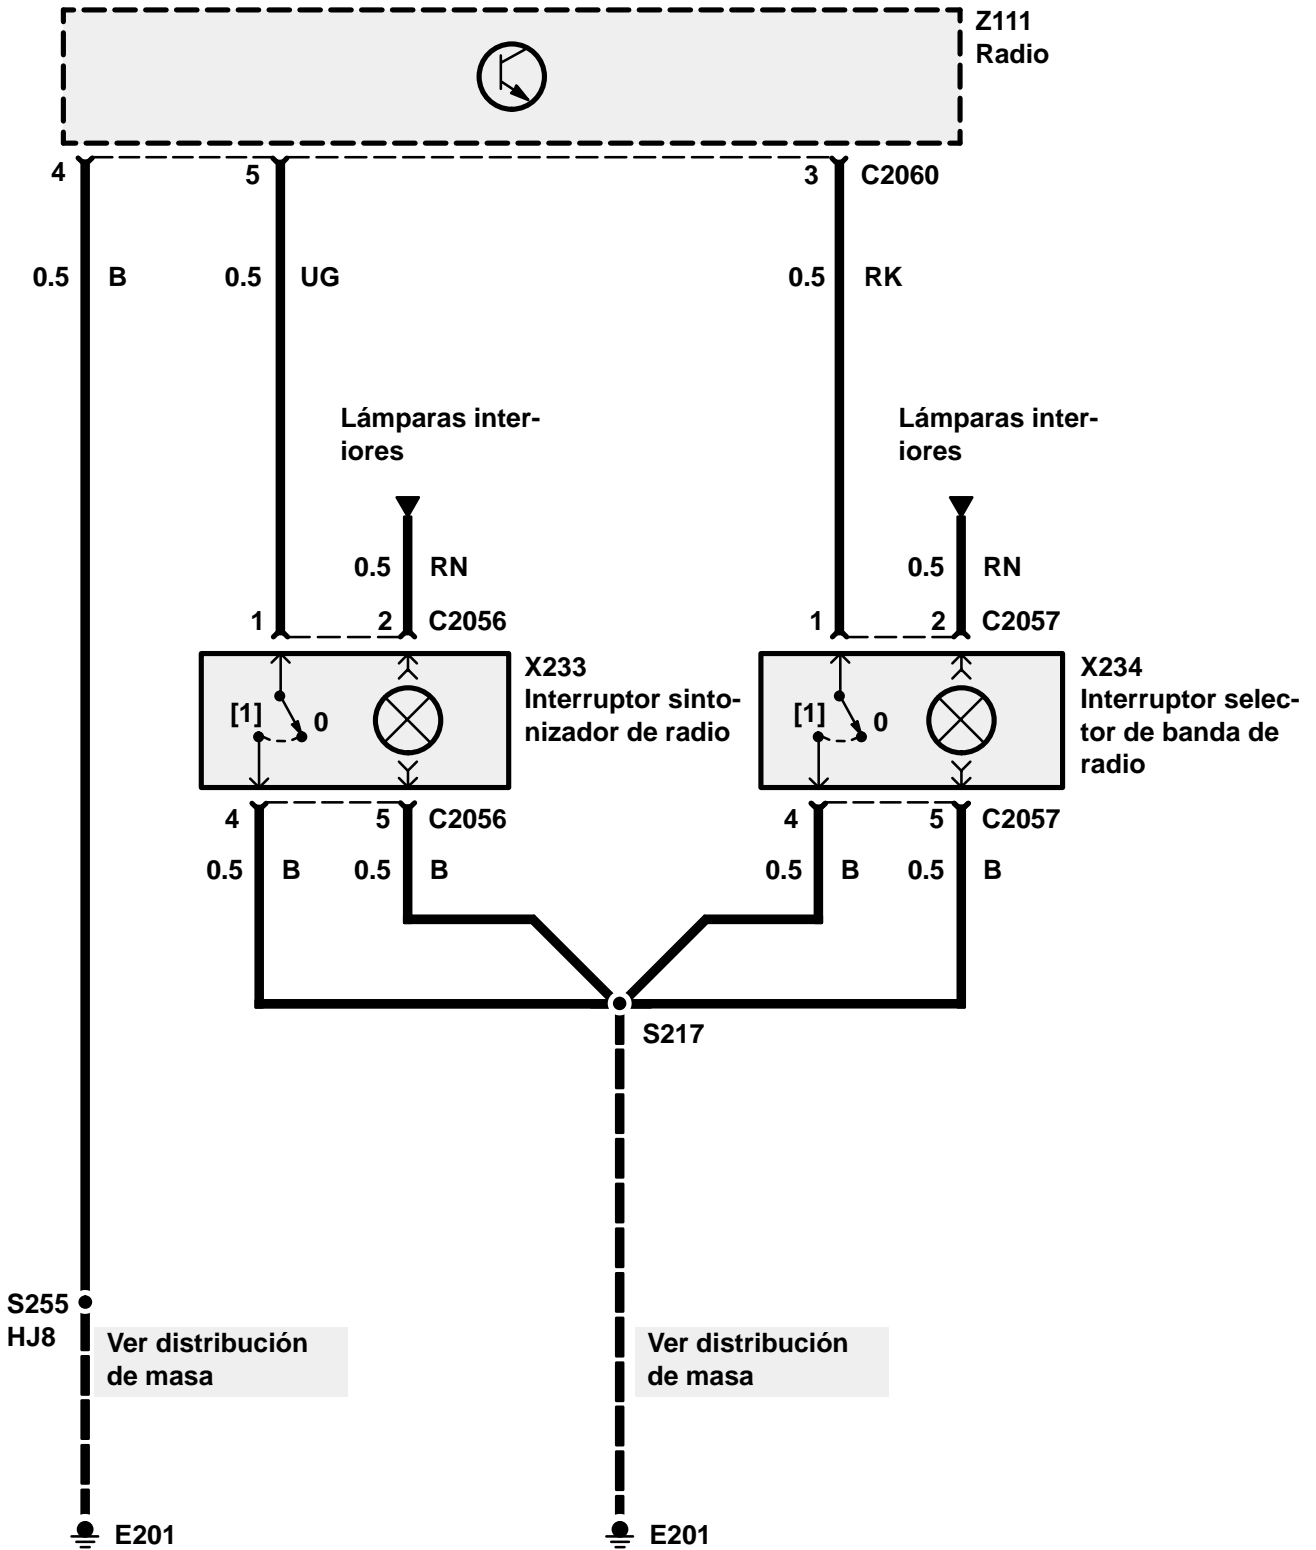 Z111
Radio
4
5
3
C2060
0.5
B
0.5
UG
0.5
RK
Lámparas inter-
iores
Lámparas inter-
iores
0.5
RN
0.5
RN
1
2
C2056
1
2
C2057
X233
Interruptor sinto-
nizador de radio
[1]
0
X234
Interruptor selec-
tor de banda de
radio
[1]
0
4
5
C2056
4
5
C2057
0.5
B
0.5
B
0.5
B
0.5
B
S217
S255
HJ8
Ver distribución
de masa
Ver distribución
de masa
E201
E201